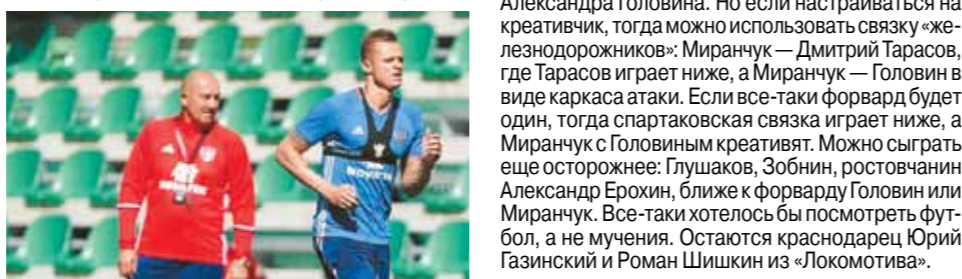 Александра Головина. Но если настраиваться на
креативчик, тогда можно использовать связку «же-
лезнодорожников»: Миранчук — Дмитрий Тарасов,
где Тарасов играет ниже, а Миранчук — Головин в
виде каркаса атаки. Если все-таки форвард будет
один, тогда спартаковская связка играет ниже, а
Миранчук с Головиным креативят. Можно сыграть
еще осторожнее: Глушаков, Зобнин, ростовчанин
Александр Ерохин, ближе к форварду Головин или
Миранчук. Все-таки хотелось бы посмотреть фут-
бол, а не мучения. Остаются краснодарец Юрий
Газинский и Роман Шишкин из «Локомотива».